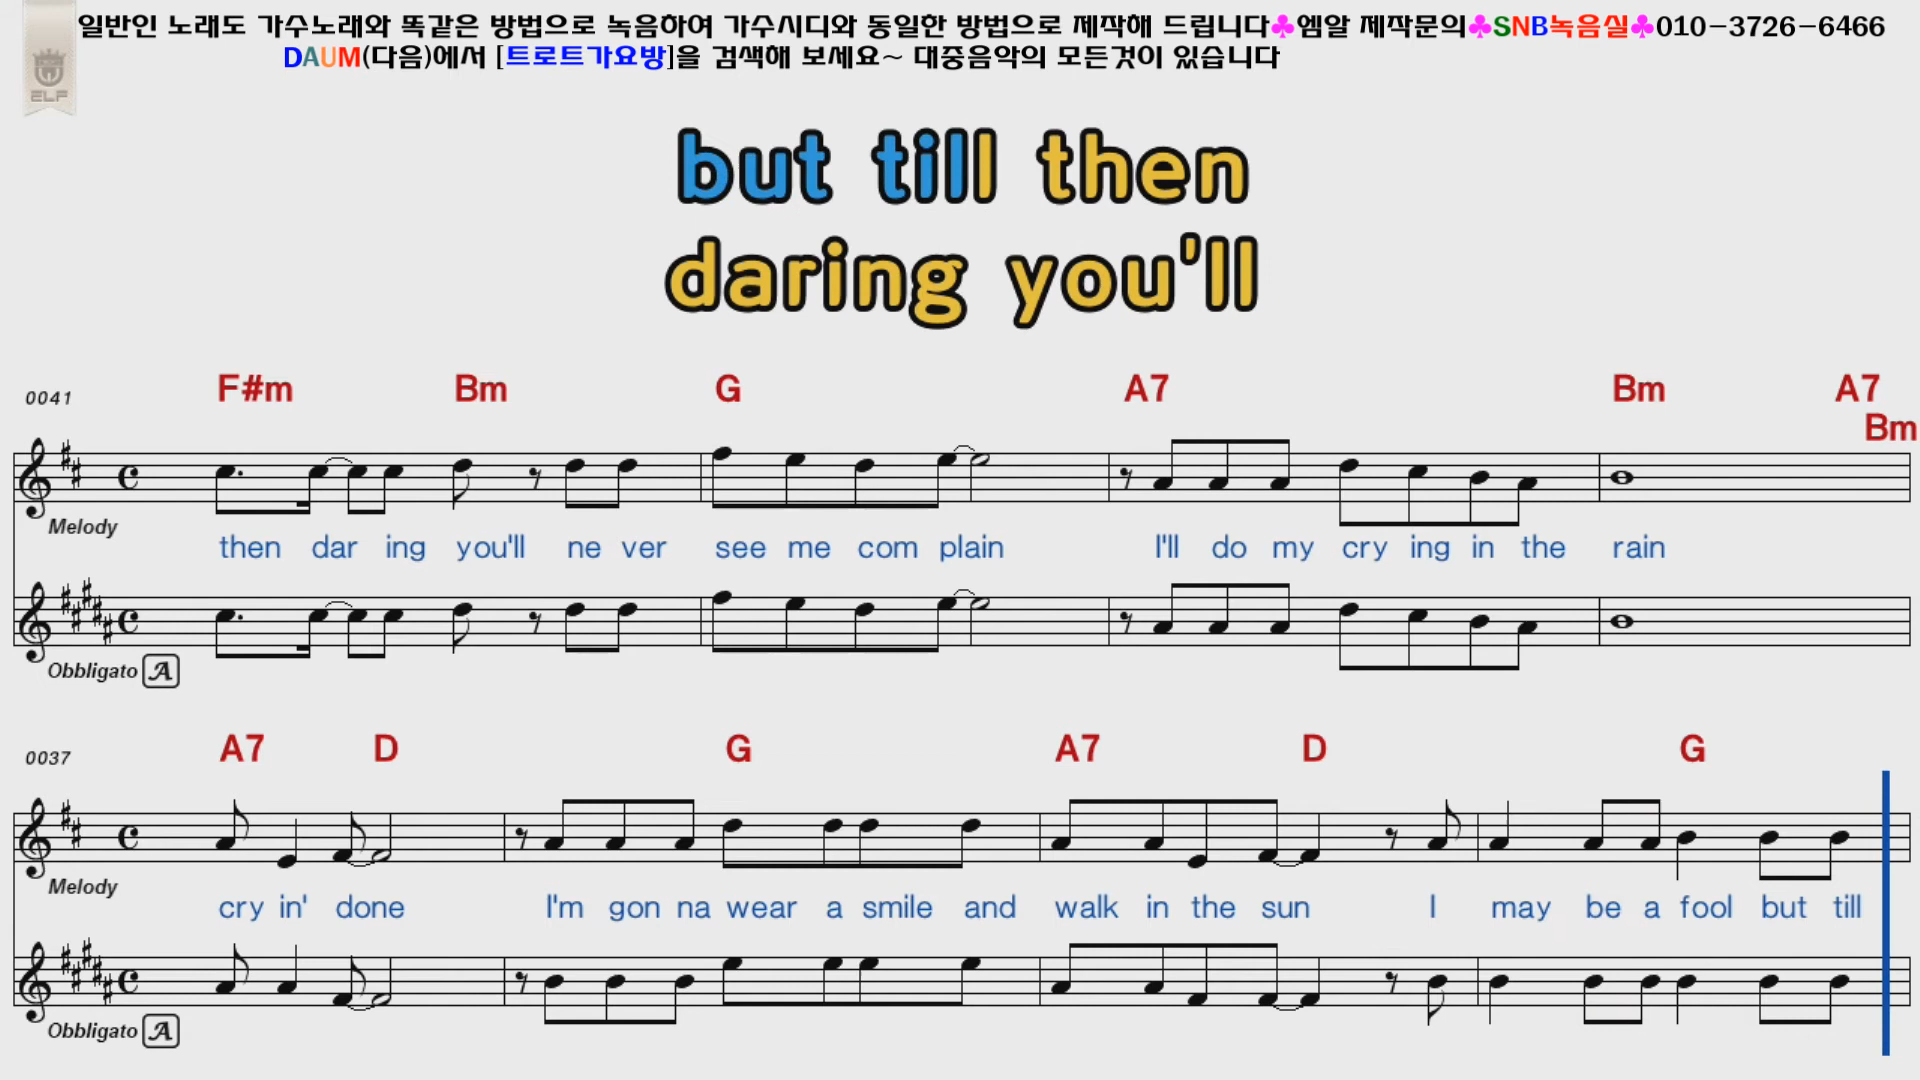 일반인 노래도 가수노래와 똑같은 방법으로 녹음하여 가수시디와 동일한 방법으로 제작해 드립니다♣엠알 제작문의♣SNB녹음실♣010-3726-6466
DAUM(다음)에서 [트로트가요방]을 검색해 보세요~ 대중음악의 모든것이 있습니다
ELF
but till then
daring you'll
0041 F#m Bm G A7 Bm A7
Bm
Melody
then dar ing you'll ne ver see me com plain I'll do my cry ing in the rain
Obbligato A
0037 A7 D G A7 D G
Melody
cry in' done I'm gon na wear a smile and walk in the sun I may be a fool but till
Obbligato A